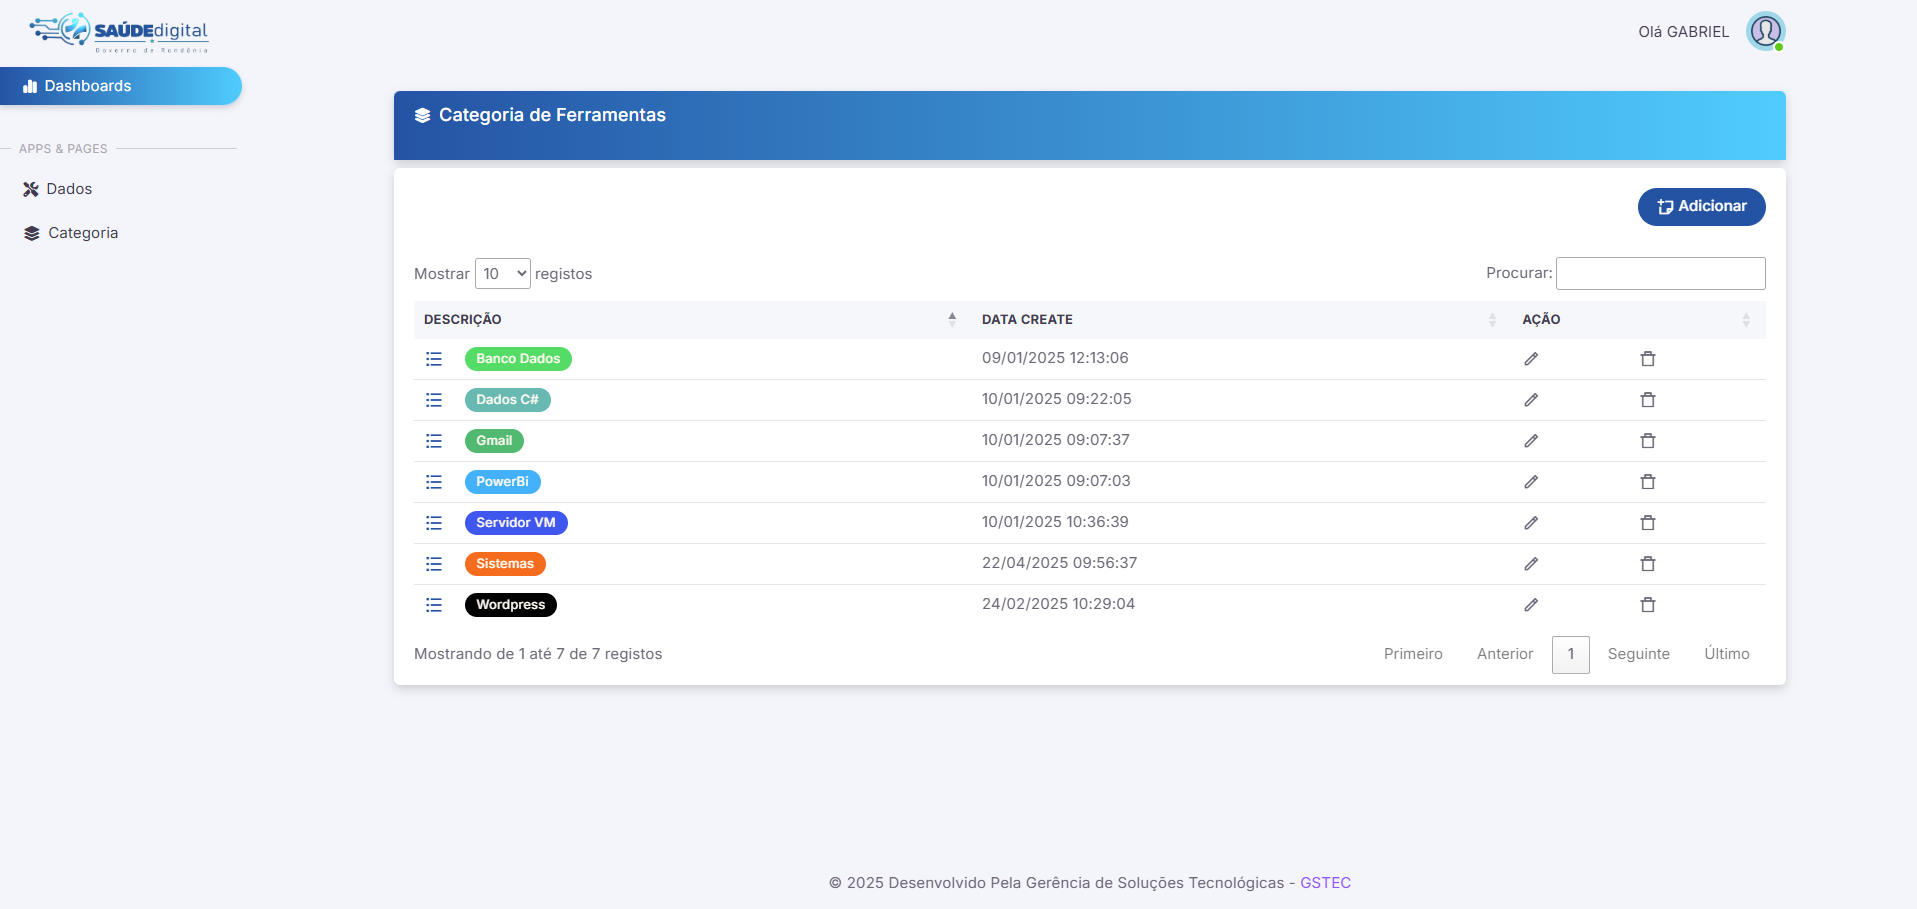 SAÚDEdigital
Governo de Rondônia
Olá GABRIEL
Dashboards
APPS & PAGES
Dados
Categoria
Categoria de Ferramentas
Adicionar
Mostrar 10 registos
Procurar:
DESCRIÇÃO DATA CREATE AÇÃO
Banco Dados 09/01/2025 12:13:06
Dados C# 10/01/2025 09:22:05
Gmail 10/01/2025 09:07:37
PowerBi 10/01/2025 09:07:03
Servidor VM 10/01/2025 10:36:39
Sistemas 22/04/2025 09:56:37
Wordpress 24/02/2025 10:29:04
Mostrando de 1 até 7 de 7 registos
Primeiro Anterior 1 Seguinte Último
© 2025 Desenvolvido Pela Gerência de Soluções Tecnológicas - GSTEC